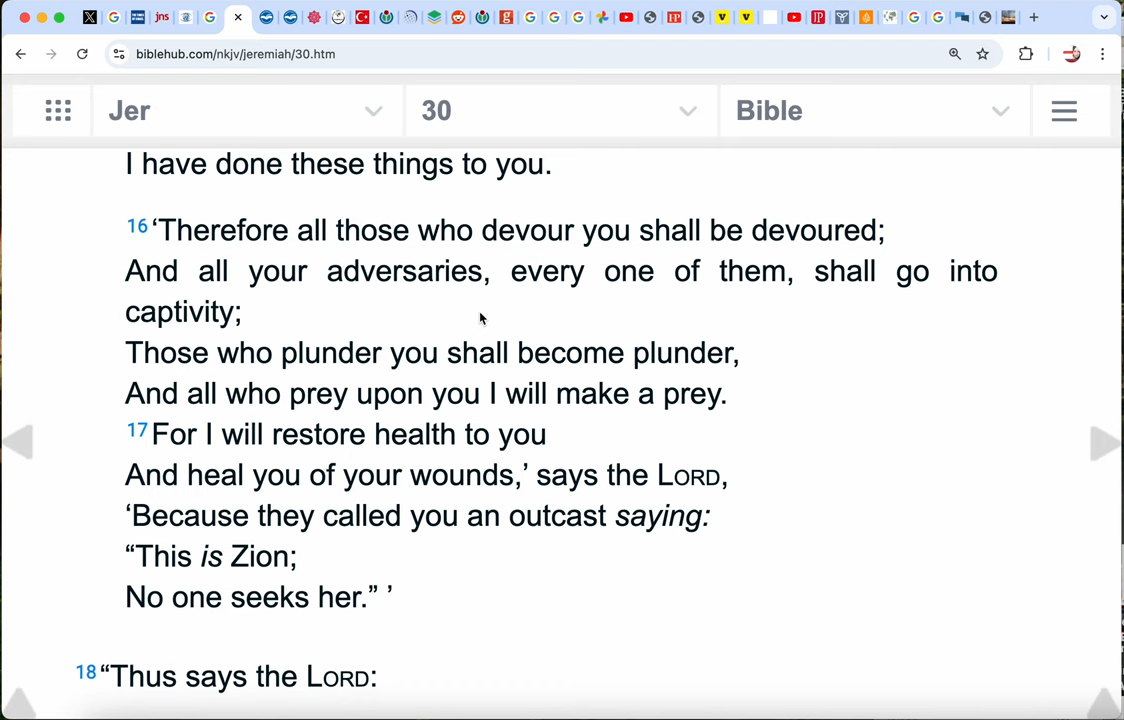 biblehub.com/nkjv/jeremiah/30.htm
Jer 30 Bible
I have done these things to you.
16 ‘Therefore all those who devour you shall be devoured;
And all your adversaries, every one of them, shall go into
captivity;
Those who plunder you shall become plunder,
And all who prey upon you I will make a prey.
17 For I will restore health to you
And heal you of your wounds,’ says the LORD,
‘Because they called you an outcast saying:
“This is Zion;
No one seeks her.” ’
18 “Thus says the LORD: